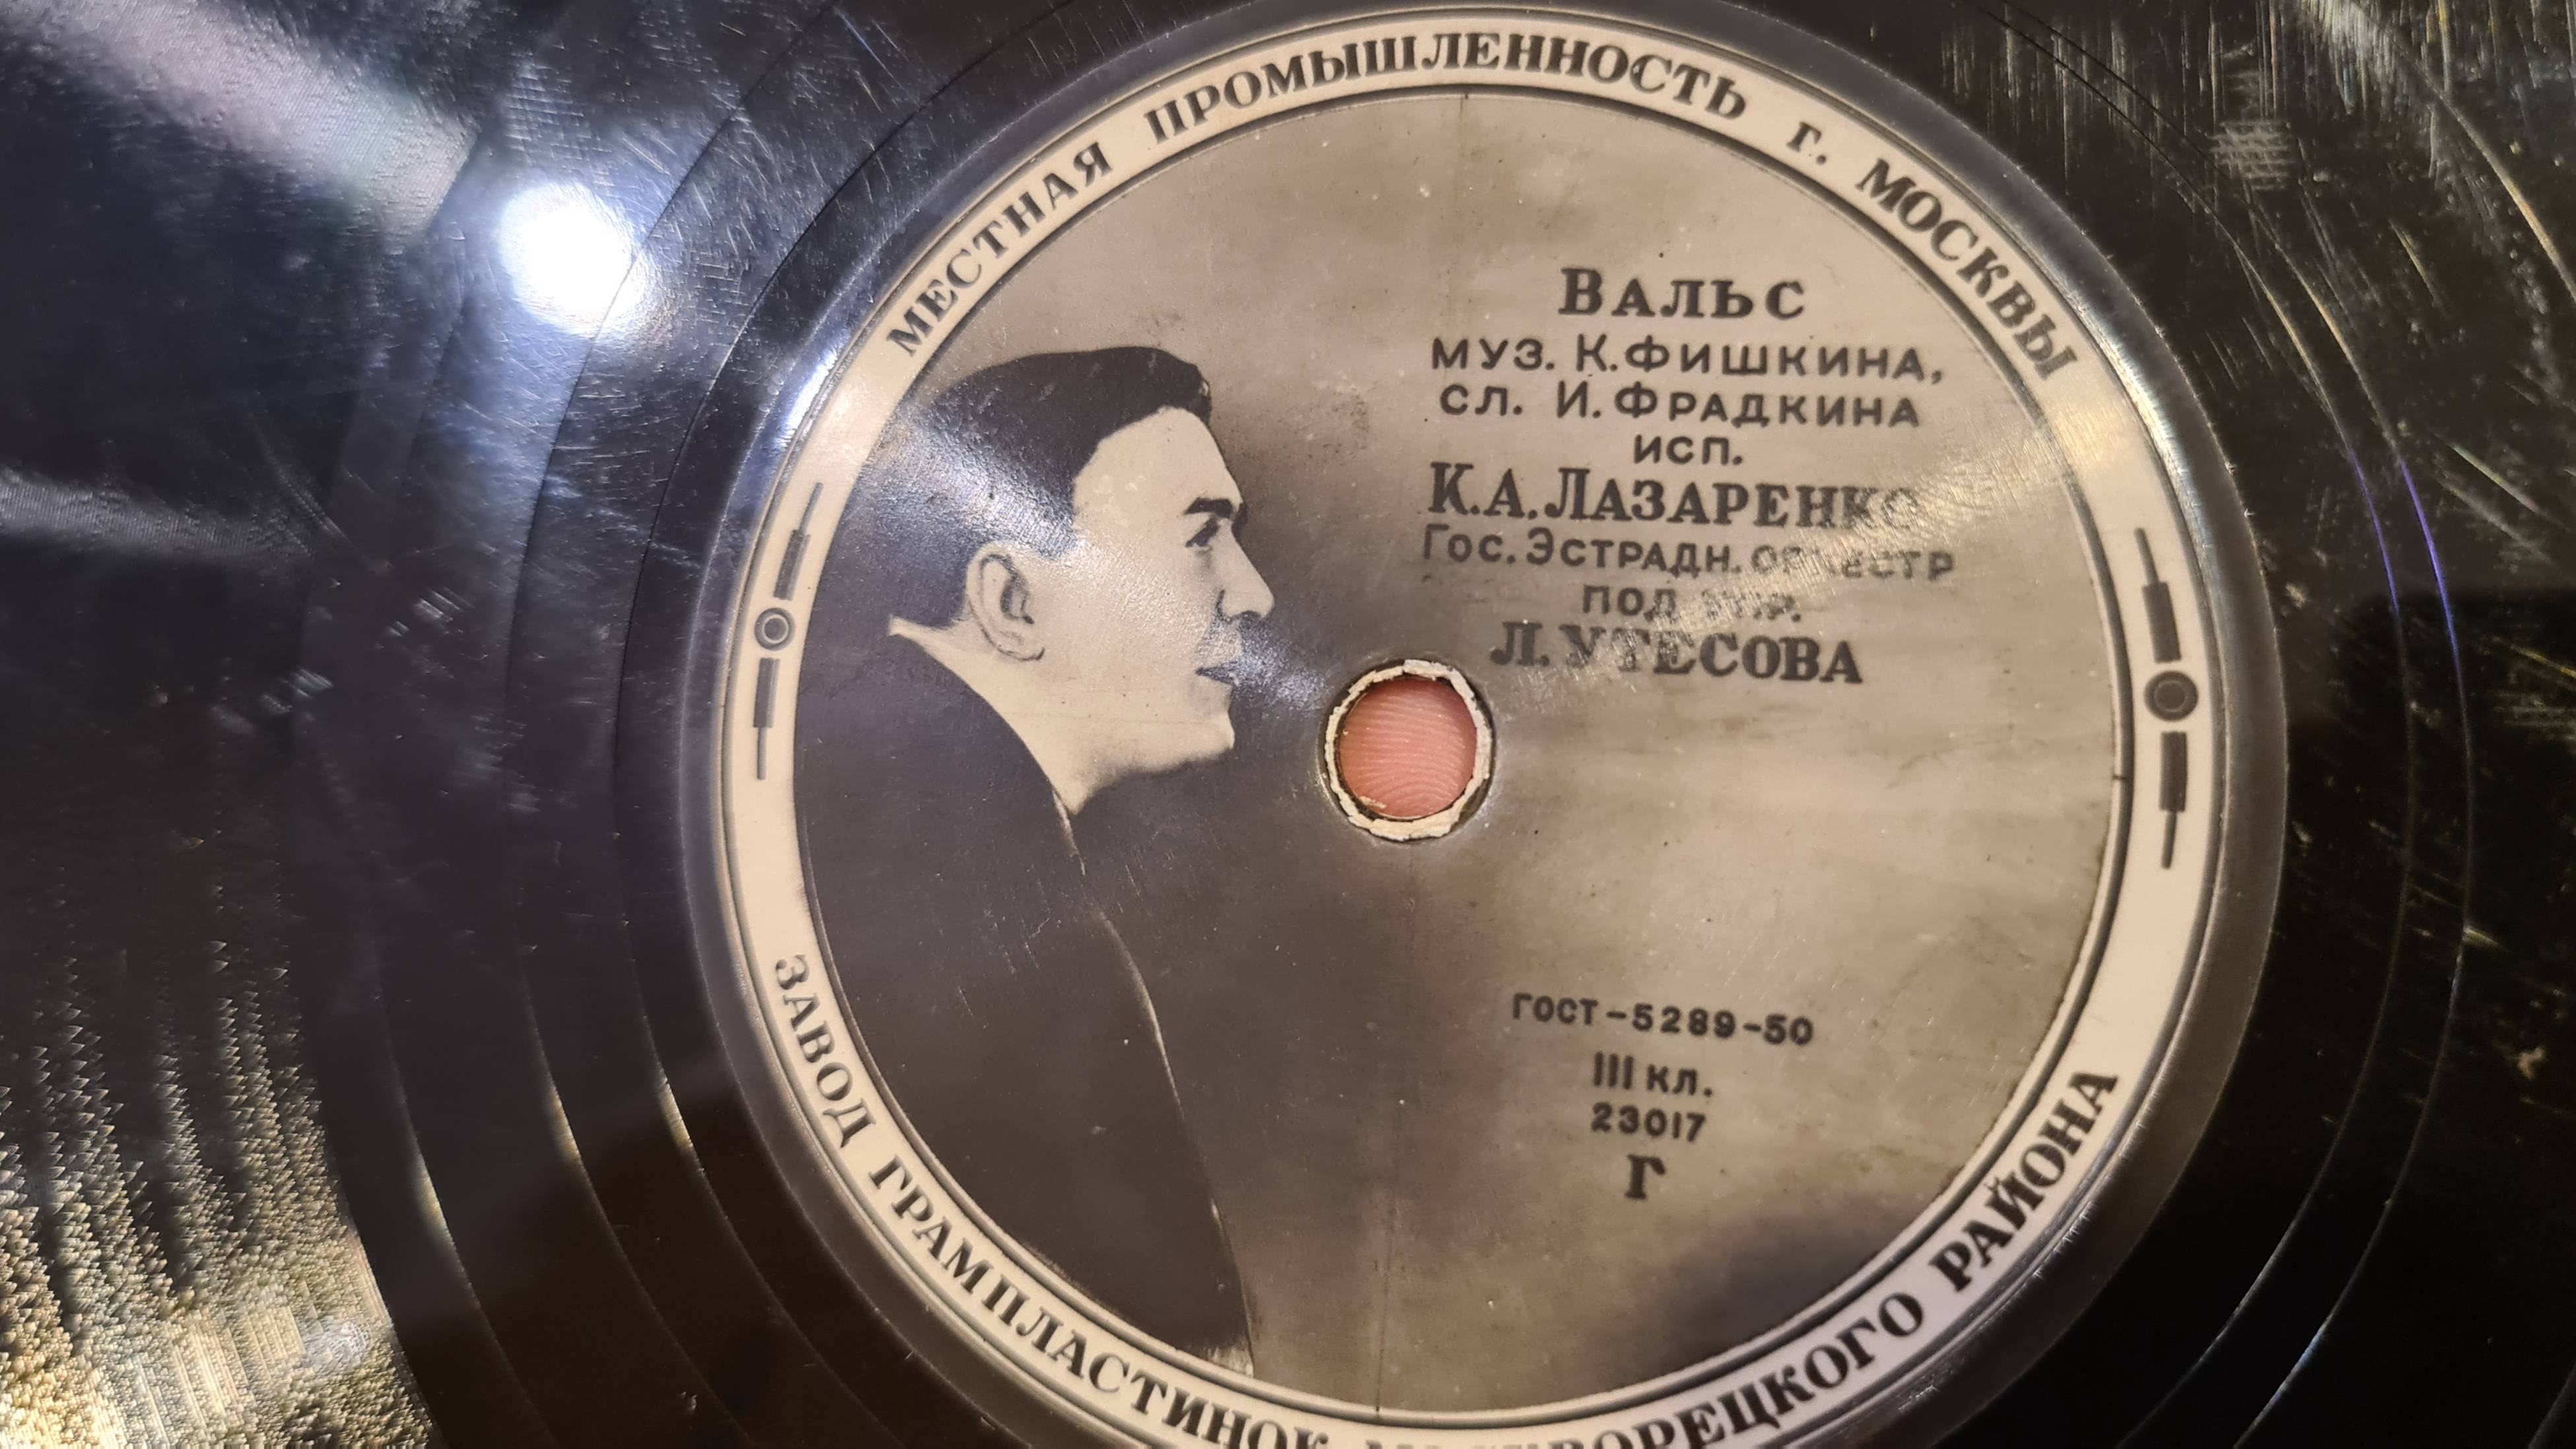 МЕСТНАЯ ПРОМЫШЛЕННОСТЬ г. МОСКВЫ
ВАЛЬС
МУЗ. К. ФИШКИНА,
СЛ. И. ФРАДКИНА
ИСП.
К.А. ЛАЗАРЕНКО
ГОС. ЭСТРАДН. ОРКЕСТР
ПОД УПР.
Л. УТЕСОВА
ГОСТ-5289-50
III КЛ.
23017
Г
ЗАВОД ГРАМПЛАСТИНОК РАЙОНА